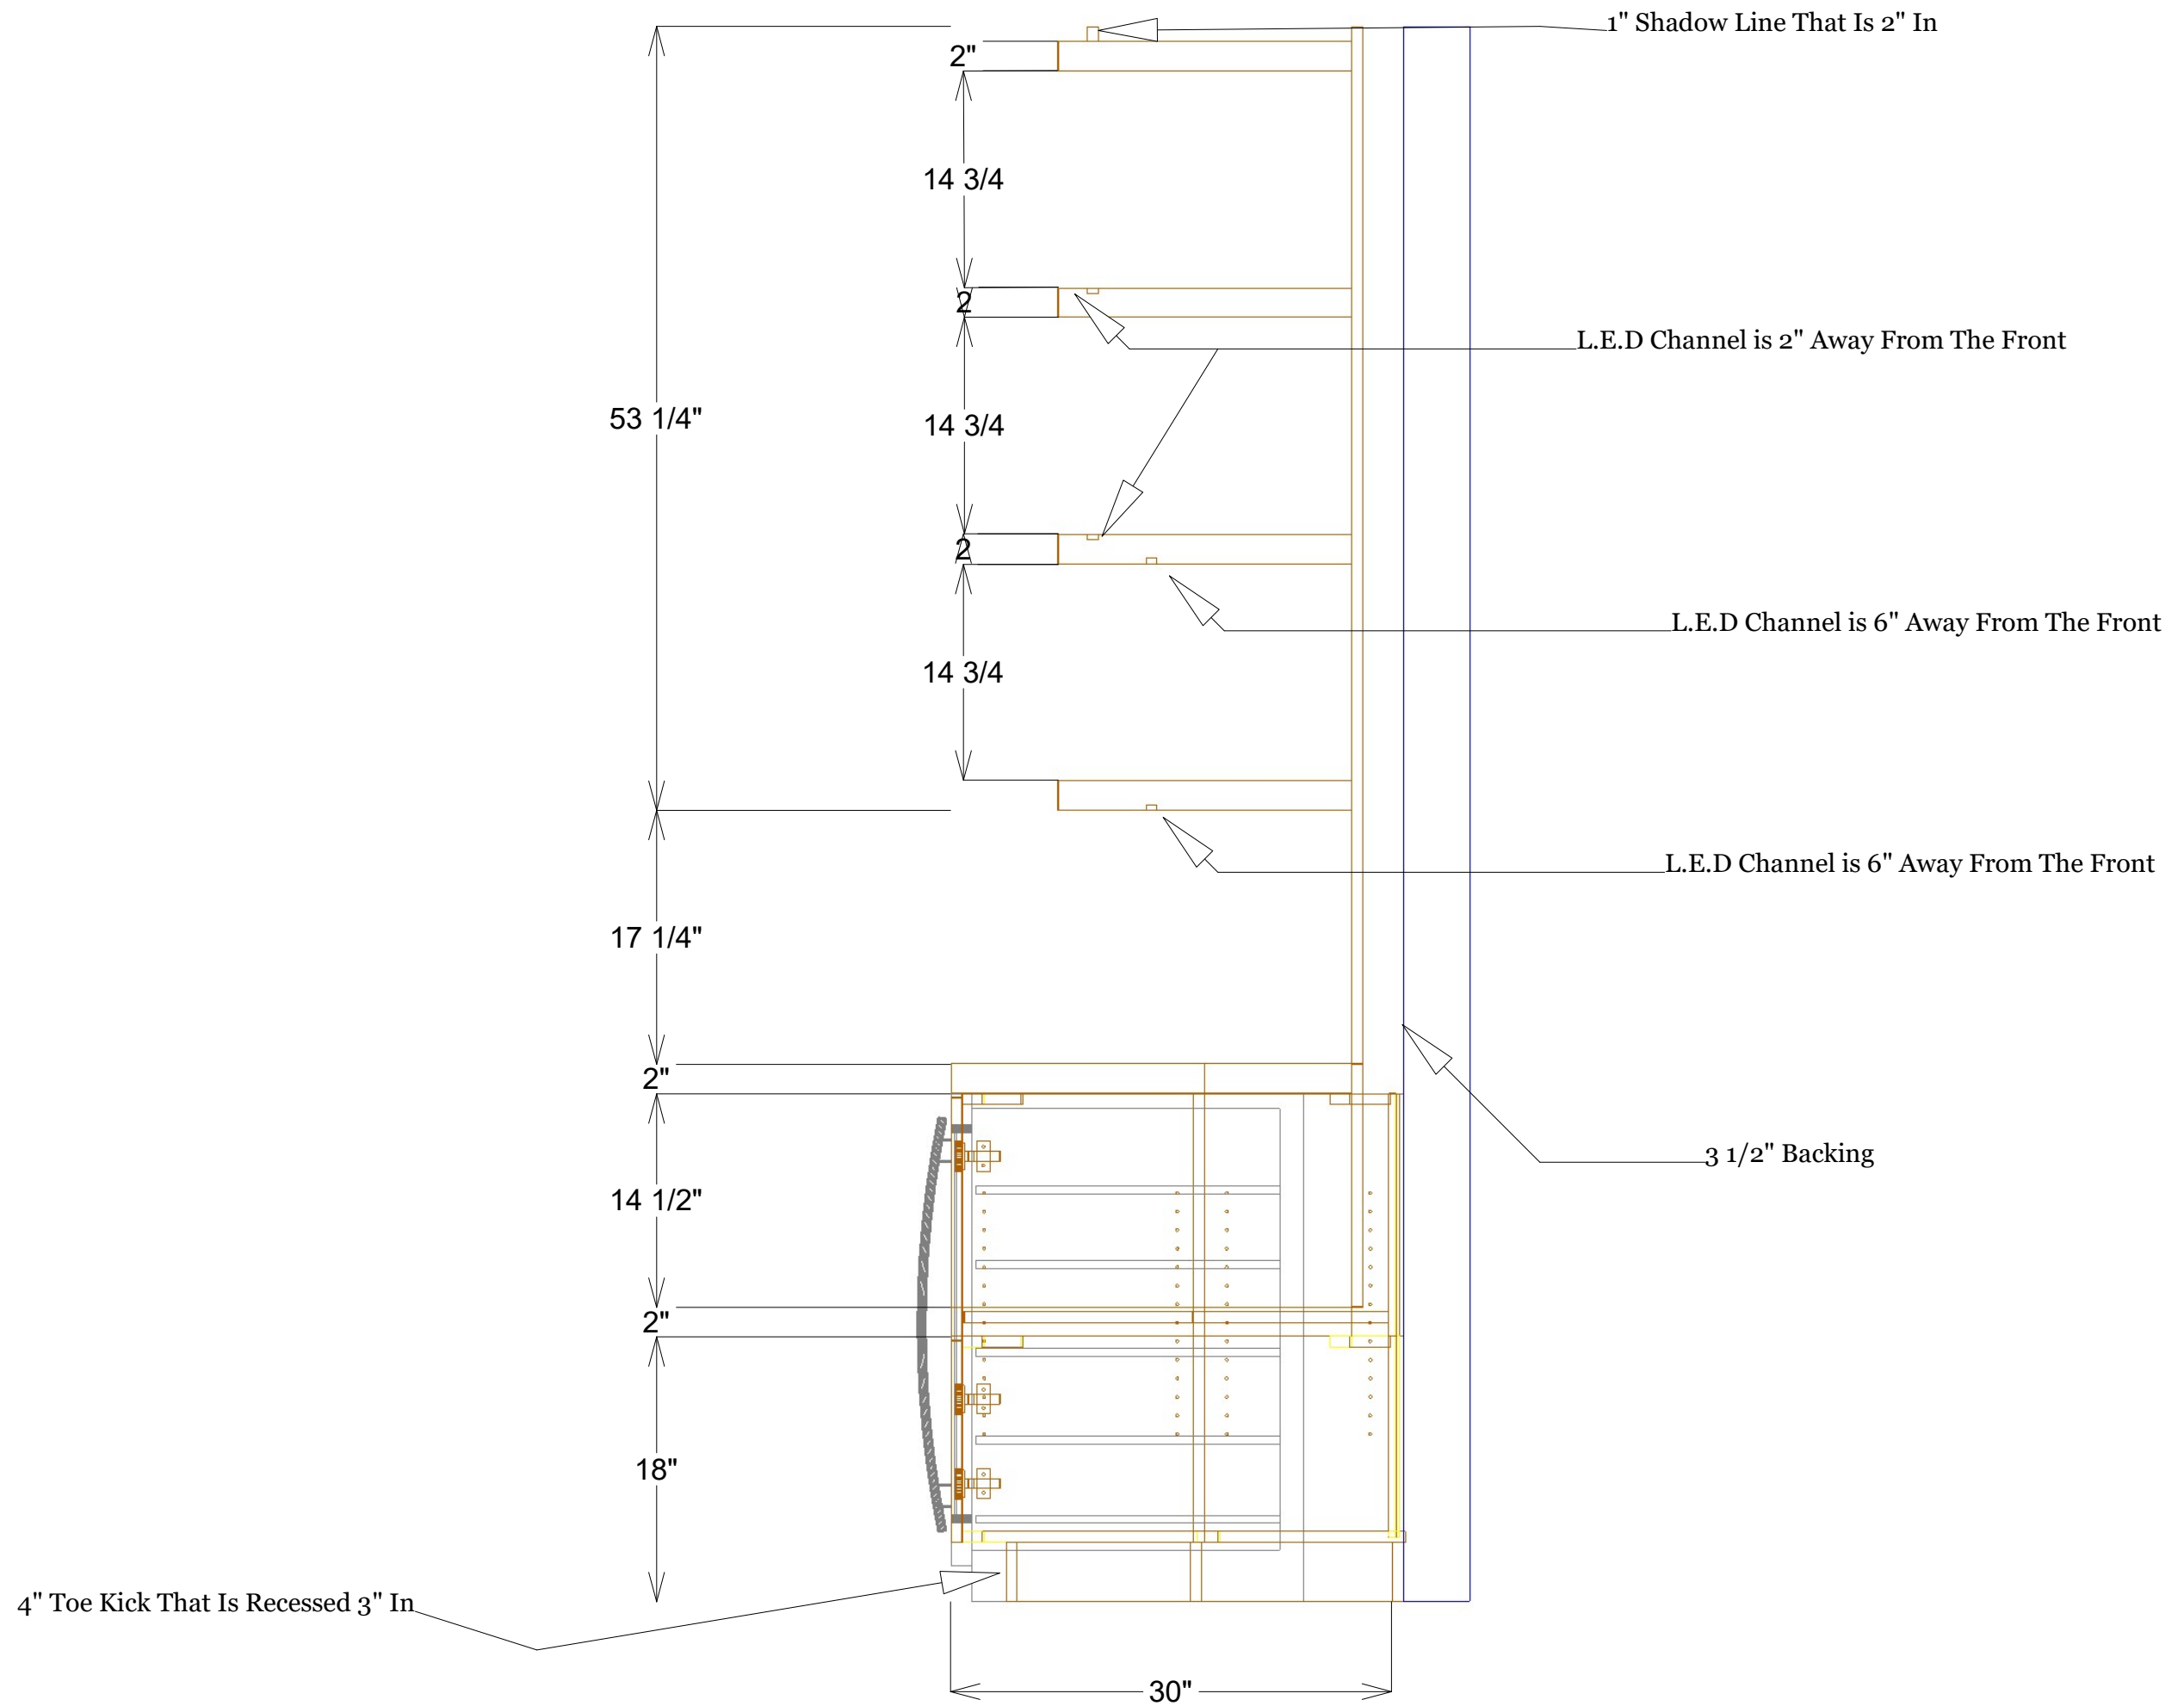 1" Shadow Line That Is 2" In
2"
14 3/4
2
L.E.D Channel is 2" Away From The Front
53 1/4"
14 3/4
2
L.E.D Channel is 6" Away From The Front
14 3/4
L.E.D Channel is 6" Away From The Front
17 1/4"
2"
3 1/2" Backing
14 1/2"
2"
18"
4" Toe Kick That Is Recessed 3" In
30"